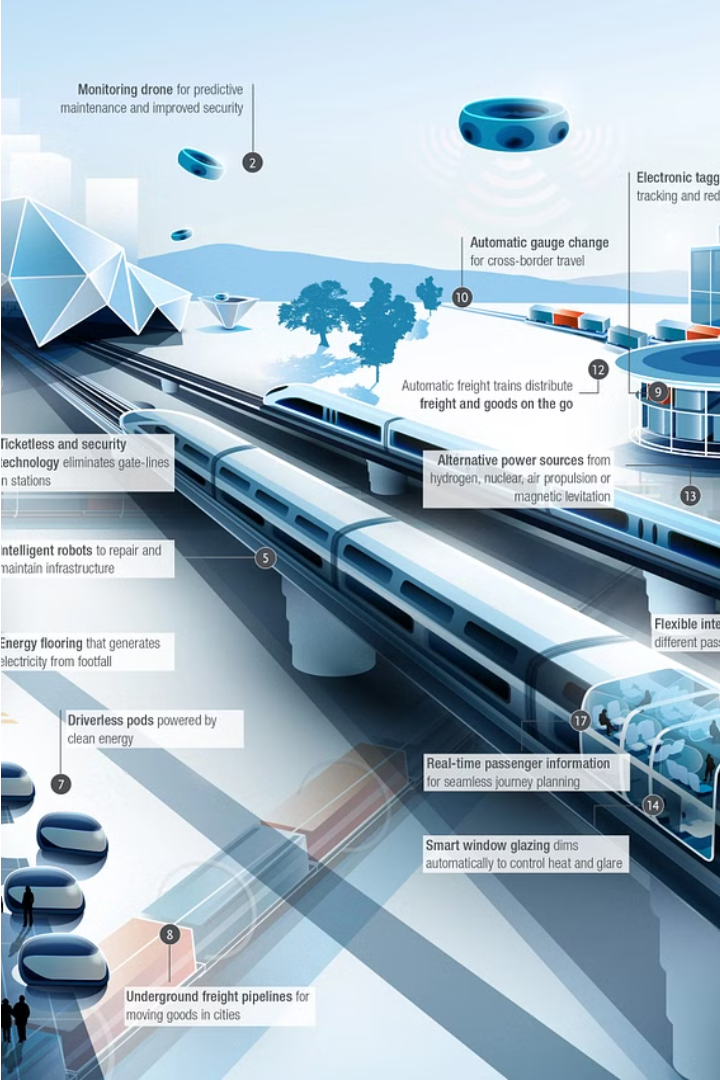 Monitoring drone for predictive
maintenance and improved security
2
Electronic tagg
tracking and red
Automatic gauge change
for cross-border travel
10
12
Automatic freight trains distribute
freight and goods on the go
9
Ticketless and security
technology eliminates gate-lines
n stations
Alternative power sources from
hydrogen, nuclear, air propulsion or
magnetic levitation
13
ntelligent robots to repair and
maintain infrastructure
5
Energy flooring that generates
electricity from footfall
Flexible inte
different pass
Driverless pods powered by
clean energy
7
17
Real-time passenger information
for seamless journey planning
14
Smart window glazing dims
automatically to control heat and glare
8
Underground freight pipelines for
moving goods in cities